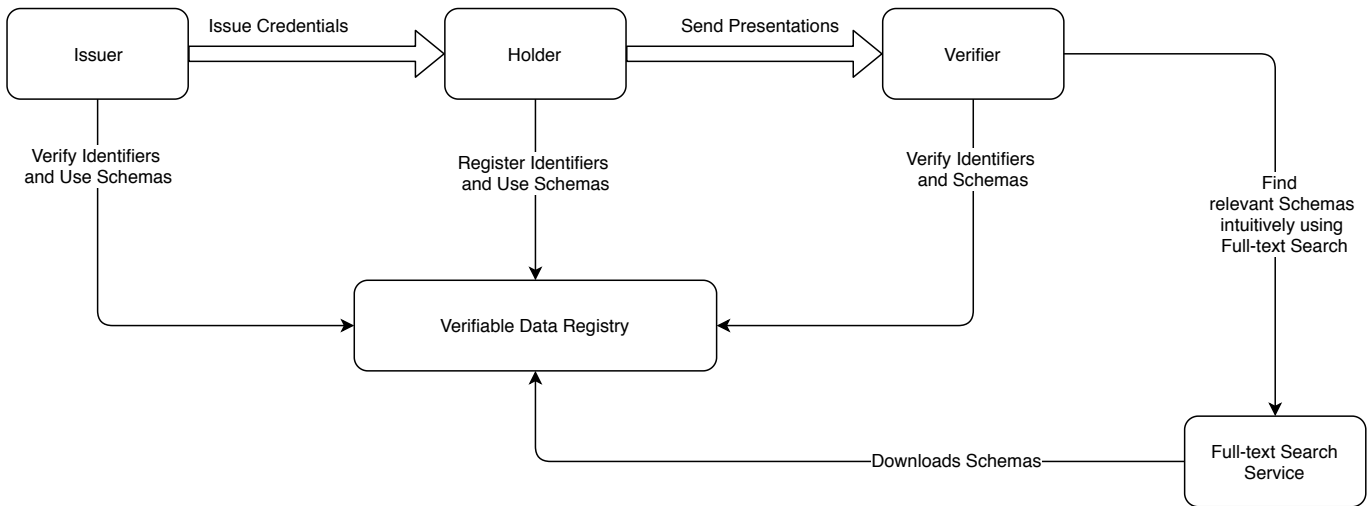 Issue Credentials
Send Presentations
Issuer
Holder
Verifier
Verify Identifiers
and Use Schemas
Register Identifiers
and Use Schemas
Verify Identifiers
and Schemas
Find
relevant Schemas
intuitively using
Full-text Search
Verifiable Data Registry
Downloads Schemas
Full-text Search
Service